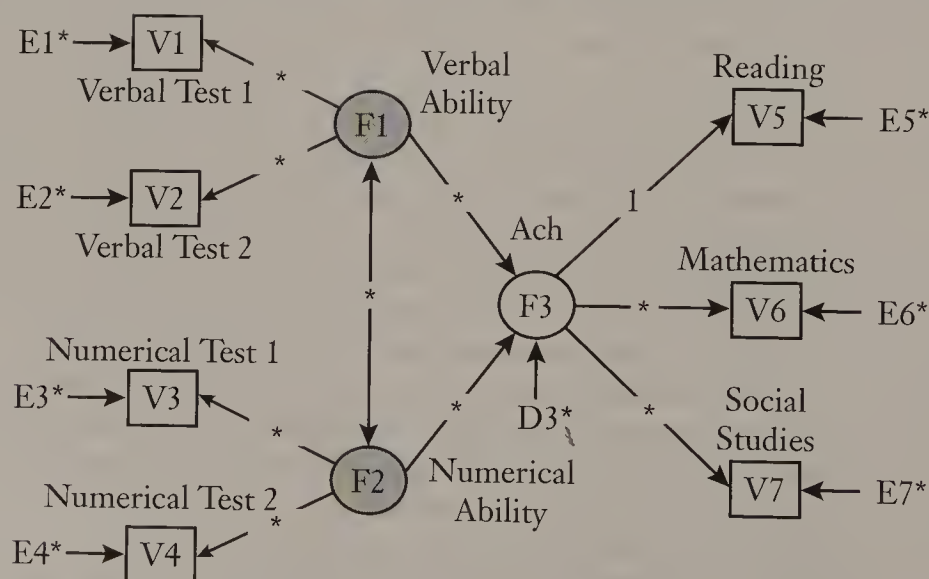 E1*
V1
Verbal Test 1
*
Verbal
Ability
F1
Reading
V5
E5*
*
E2*
V2
Verbal Test 2
*
1
Ach
*
F3
Mathematics
*
V6
E6*
Numerical Test 1
E3*
V3
*
*
D3*
*
Social
Studies
V7
E7*
F2
Numerical
Ability
Numerical Test 2
*
E4*
V4